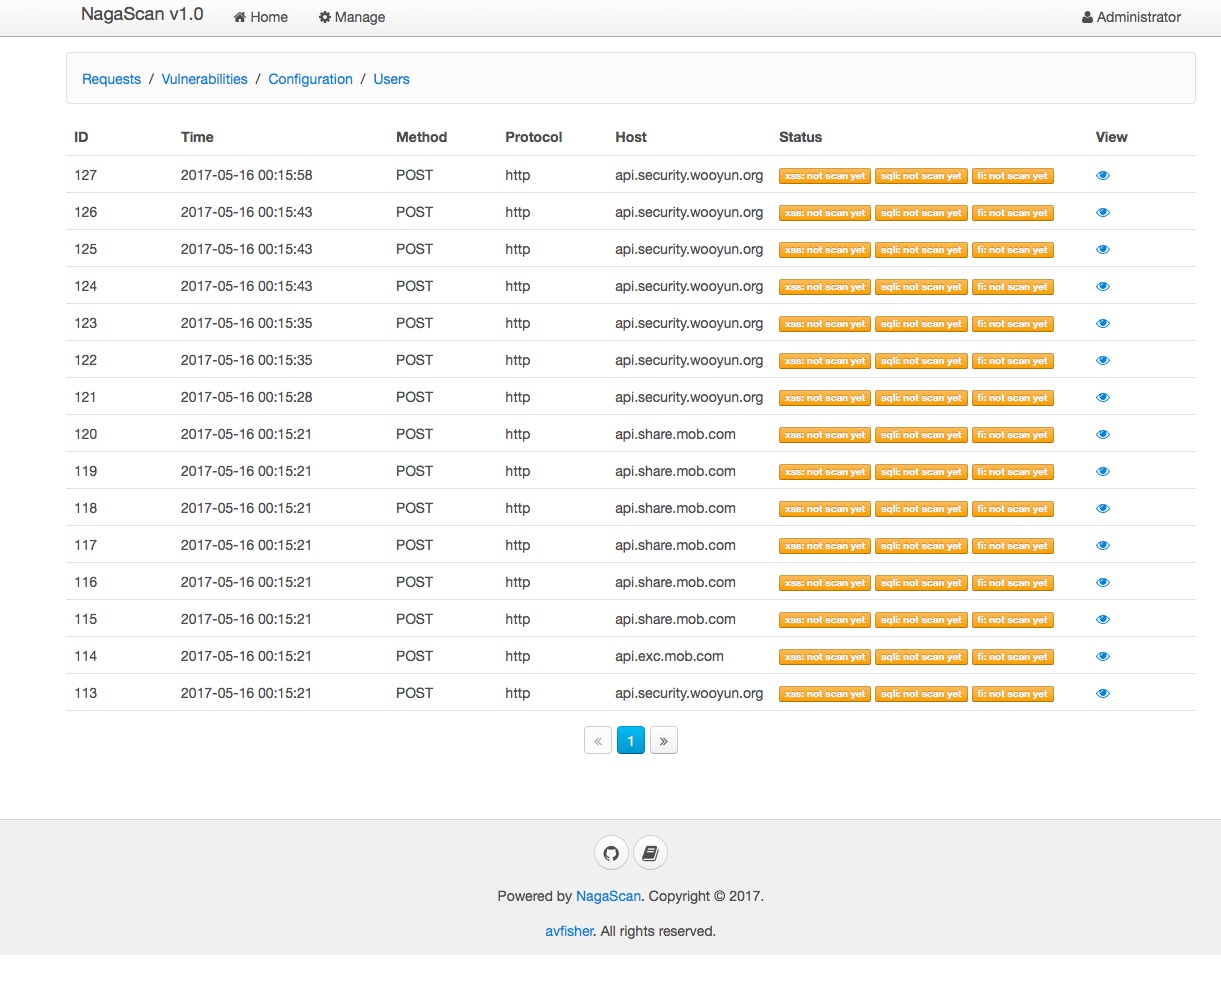 NagaScan v1.0 Home Manage Administrator
Requests / Vulnerabilities / Configuration / Users
ID Time Method Protocol Host Status View
127 2017-05-16 00:15:58 POST http api.security.wooyun.org xss: not scan yet sqli: not scan yet fi: not scan yet
126 2017-05-16 00:15:43 POST http api.security.wooyun.org xss: not scan yet sqli: not scan yet fi: not scan yet
125 2017-05-16 00:15:43 POST http api.security.wooyun.org xss: not scan yet sqli: not scan yet fi: not scan yet
124 2017-05-16 00:15:43 POST http api.security.wooyun.org xss: not scan yet sqli: not scan yet fi: not scan yet
123 2017-05-16 00:15:35 POST http api.security.wooyun.org xss: not scan yet sqli: not scan yet fi: not scan yet
122 2017-05-16 00:15:35 POST http api.security.wooyun.org xss: not scan yet sqli: not scan yet fi: not scan yet
121 2017-05-16 00:15:28 POST http api.security.wooyun.org xss: not scan yet sqli: not scan yet fi: not scan yet
120 2017-05-16 00:15:21 POST http api.share.mob.com xss: not scan yet sqli: not scan yet fi: not scan yet
119 2017-05-16 00:15:21 POST http api.share.mob.com xss: not scan yet sqli: not scan yet fi: not scan yet
118 2017-05-16 00:15:21 POST http api.share.mob.com xss: not scan yet sqli: not scan yet fi: not scan yet
117 2017-05-16 00:15:21 POST http api.share.mob.com xss: not scan yet sqli: not scan yet fi: not scan yet
116 2017-05-16 00:15:21 POST http api.share.mob.com xss: not scan yet sqli: not scan yet fi: not scan yet
115 2017-05-16 00:15:21 POST http api.share.mob.com xss: not scan yet sqli: not scan yet fi: not scan yet
114 2017-05-16 00:15:21 POST http api.exc.mob.com xss: not scan yet sqli: not scan yet fi: not scan yet
113 2017-05-16 00:15:21 POST http api.security.wooyun.org xss: not scan yet sqli: not scan yet fi: not scan yet
« 1 »
Powered by NagaScan. Copyright © 2017.
avfisher. All rights reserved.